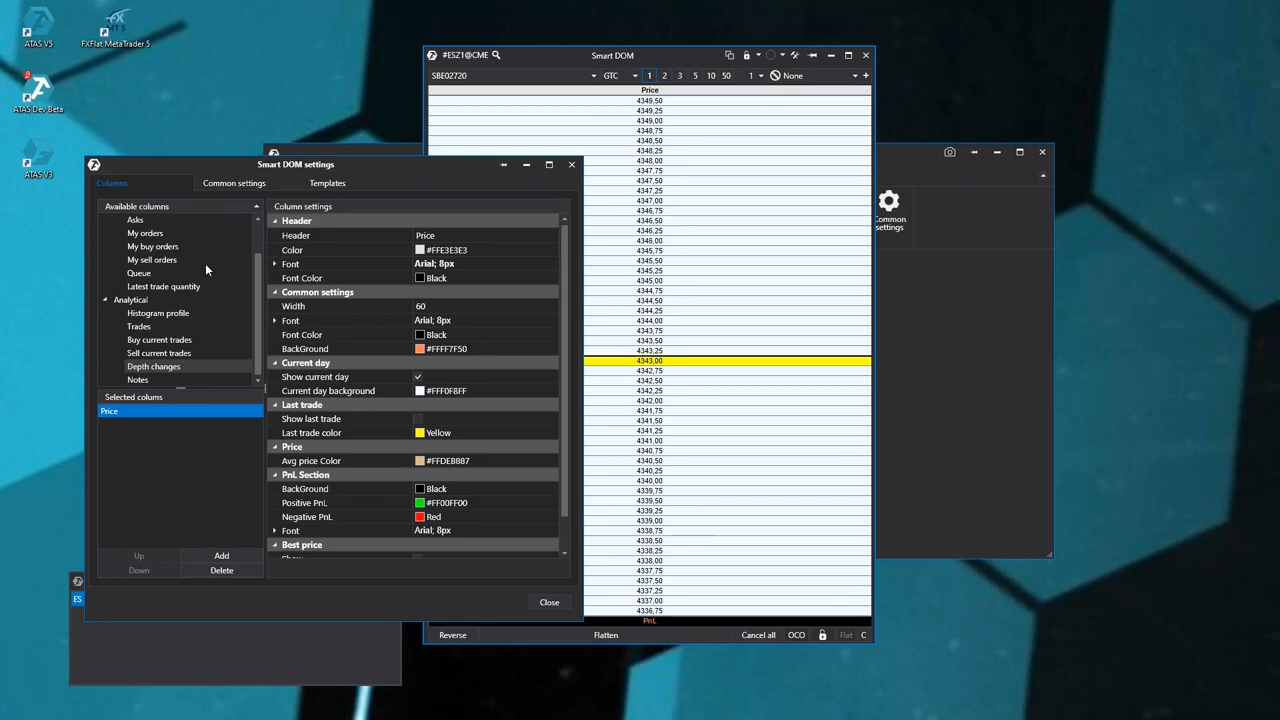 ATAS V5
FXFlat MetaTrader 5
ATAS Dev Beta
ATAS V3
#ESZ1@CME
Smart DOM
SBE02720
GTC
1 2 3 5 10 50
1
None
Price
4349,50
4349,25
4349,00
4348,75
4348,50
4348,25
4348,00
4347,75
4347,50
4347,25
4347,00
4346,75
4346,50
4346,25
4346,00
4345,75
4345,50
4345,25
4345,00
4344,75
4344,50
4344,25
4344,00
4343,75
4343,50
4343,25
4343,00
4342,75
4342,50
4342,25
4342,00
4341,75
4341,50
4341,25
4341,00
4340,75
4340,50
4340,25
4340,00
4339,75
4339,50
4339,25
4339,00
4338,75
4338,50
4338,25
4338,00
4337,75
4337,50
4337,25
4337,00
4336,75
PnL
Reverse
Flatten
Cancel all
OCO
Flat
C
Common
settings
Smart DOM settings
Columns
Common settings
Templates
Available columns
Asks
My orders
My buy orders
My sell orders
Queue
Latest trade quantity
Analytical
Histogram profile
Trades
Buy current trades
Sell current trades
Depth changes
Notes
Selected colums
Price
Up
Add
Down
Delete
Column settings
Header
Header Price
Color #FFE3E3E3
Font Arial; 8px
Font Color Black
Common settings
Width 60
Font Arial; 8px
Font Color Black
BackGround #FFFF7F50
Current day
Show current day
Current day background #FFF0F8FF
Last trade
Show last trade
Last trade color Yellow
Price
Avg price Color #FFDEB887
PnL Section
BackGround Black
Positive PnL #FF00FF00
Negative PnL Red
Font Arial; 8px
Best price
Close
ES